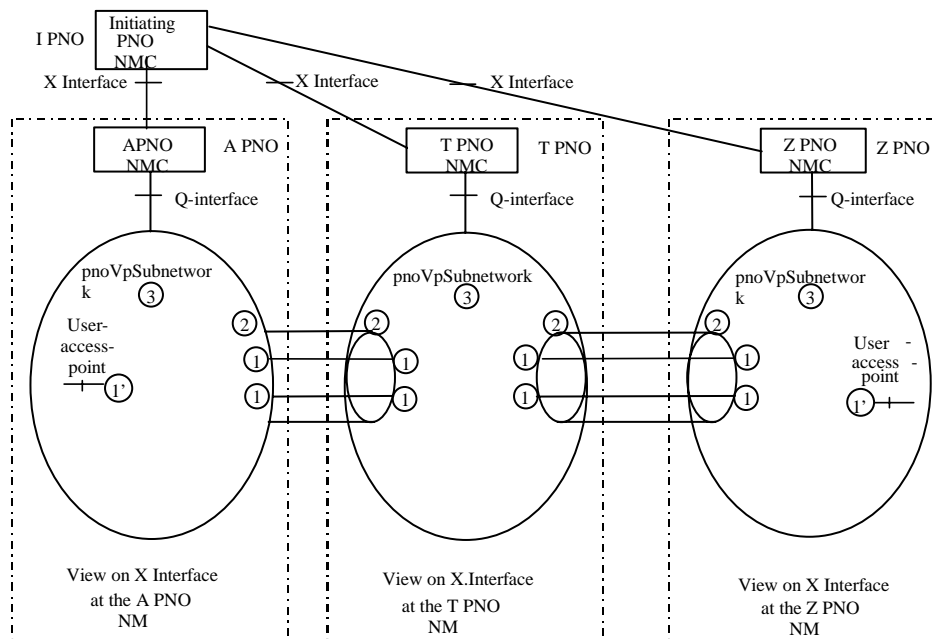 Initiating
I PNO
PNO
NMC
X Interface
X Interface
X Interface
APNO
NMC
A PNO
T PNO
NMC
T PNO
Z PNO
NMC
Z PNO
Q-interface
Q-interface
Q-interface
pnoVpSubnetwor
k
3
User-
access-
point
1'
2
1
1
pnoVpSubnetwork
3
2
1
1
2
1
1
pnoVpSubnetwor
k
3
2
1
1
User -
access -
point
1'
View on X Interface
at the A PNO
NM
View on X.Interface
at the T PNO
NM
View on X Interface
at the Z PNO
NM